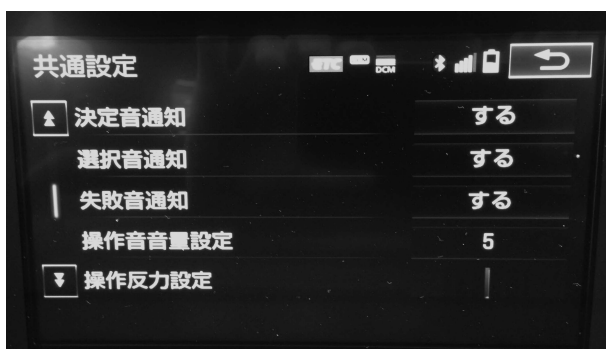 共通設定
ETC
DCM
決定音通知 する
選択音通知 する
失敗音通知 する
操作音音量設定 5
操作反力設定